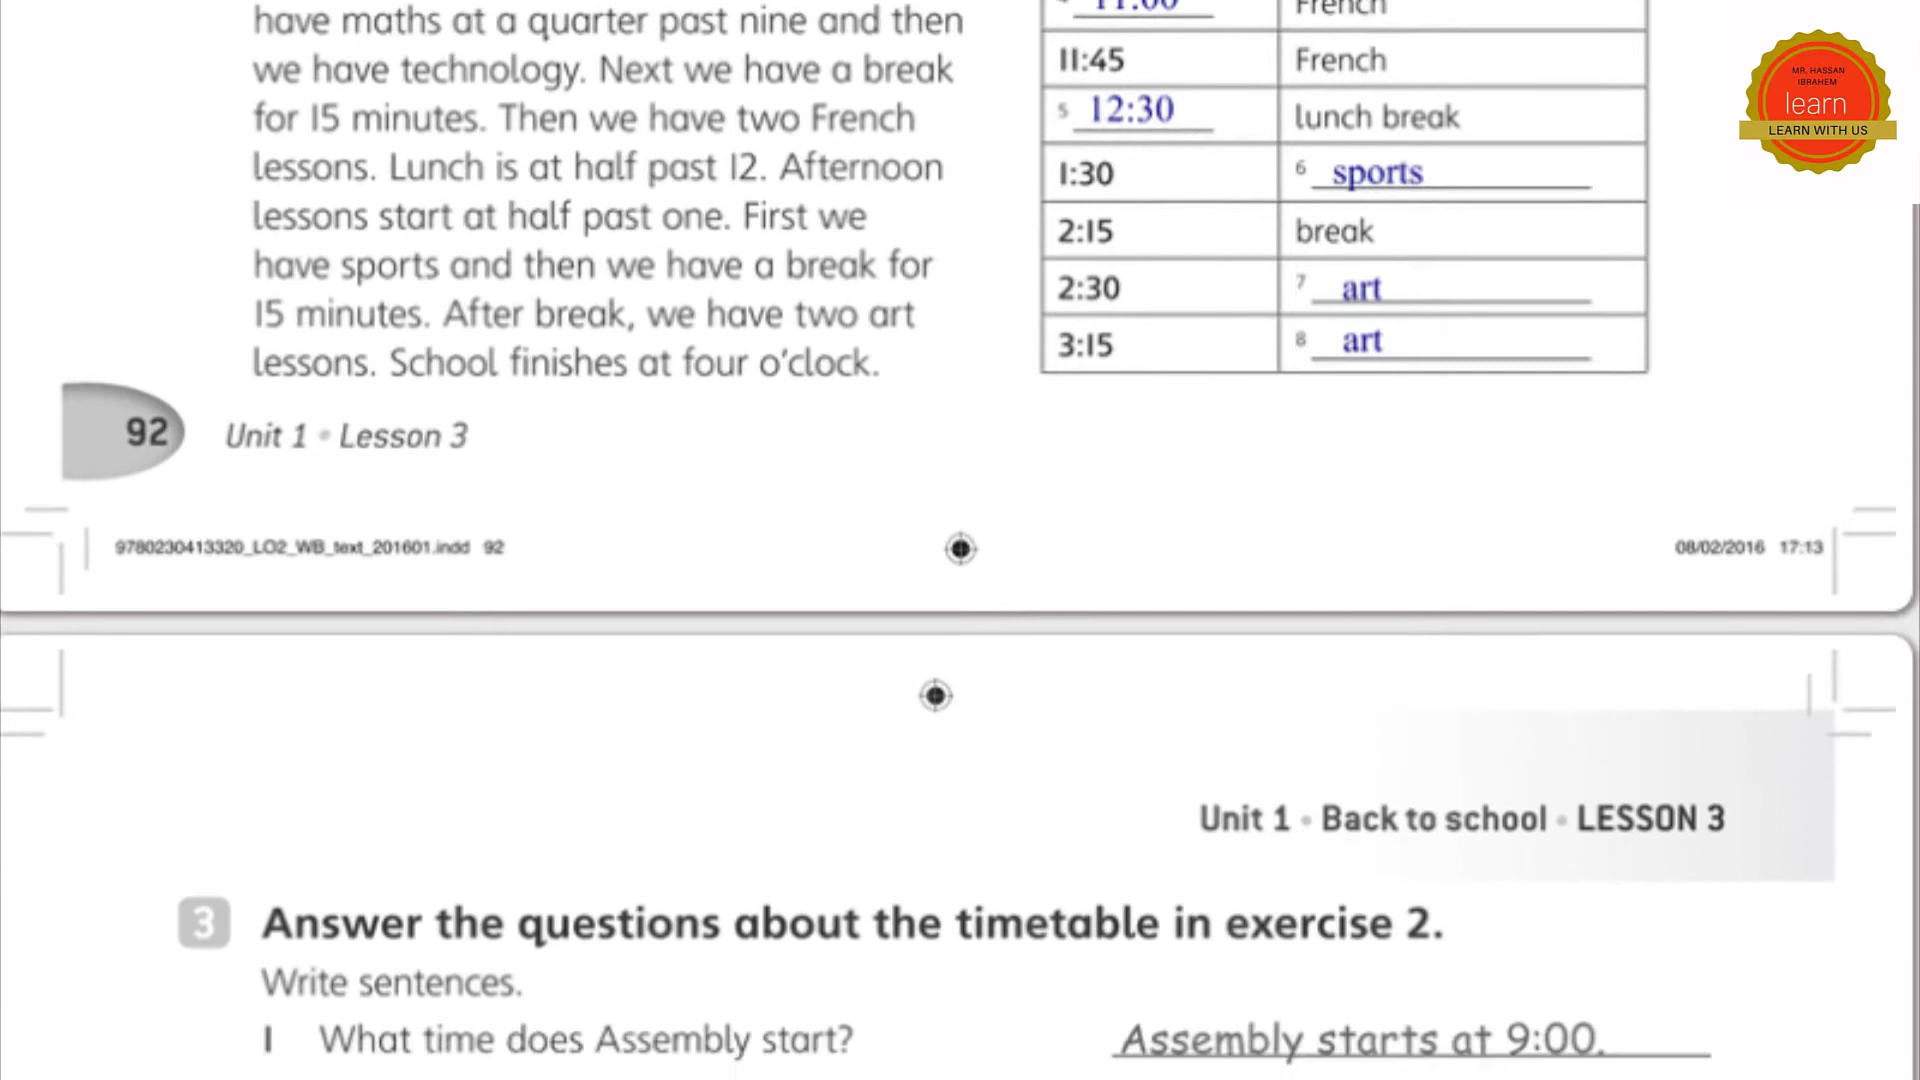 have maths at a quarter past nine and then
we have technology. Next we have a break
for 15 minutes. Then we have two French
lessons. Lunch is at half past 12. Afternoon
lessons start at half past one. First we
have sports and then we have a break for
15 minutes. After break, we have two art
lessons. School finishes at four o'clock.
11:00 French
11:45 French
5 12:30 lunch break
1:30 6 sports
2:15 break
2:30 7 art
3:15 8 art
MR. HASSAN
IBRAHEM
learn
LEARN WITH US
92 Unit 1 • Lesson 3
9780230413320_LO2_WB_text_201601.indd 92
08/02/2016 17:13
Unit 1 • Back to school • LESSON 3
3 Answer the questions about the timetable in exercise 2.
Write sentences.
1 What time does Assembly start? Assembly starts at 9:00.